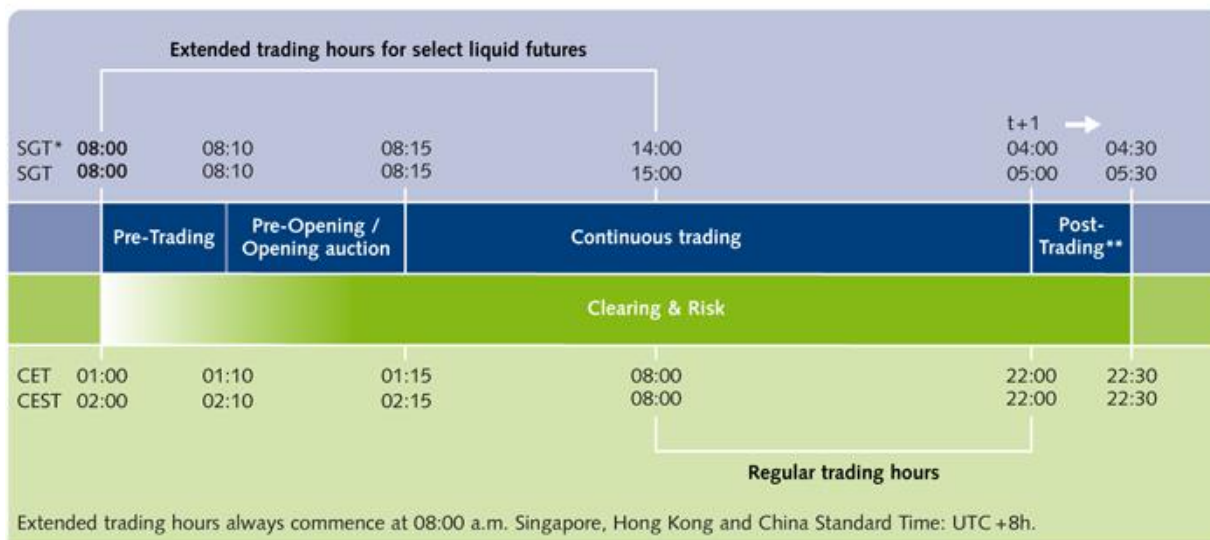 Extended trading hours for select liquid futures
t+1
SGT* 08:00 08:10 08:15 14:00 04:00 04:30
SGT 08:00 08:10 08:15 15:00 05:00 05:30
Pre-Trading
Pre-Opening /
Opening auction
Continuous trading
Post-
Trading**
Clearing & Risk
CET 01:00 01:10 01:15 08:00 22:00 22:30
CEST 02:00 02:10 02:15 08:00 22:00 22:30
Regular trading hours
Extended trading hours always commence at 08:00 a.m. Singapore, Hong Kong and China Standard Time: UTC +8h.